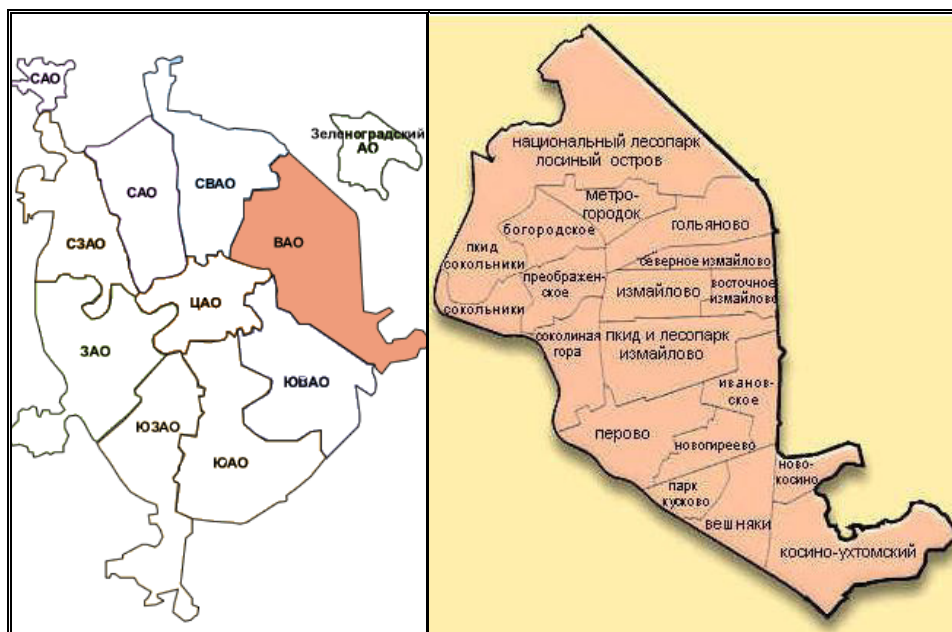 САО
Зеленоградский
АО
САО
СВАО
СЗАО
ВАО
ЦАО
ЗАО
ЮВАО
ЮЗАО
ЮАО
национальный лесопарк
лосиный остров
метро-
городок
богородское
гольяново
пкид
сокольники
северное измайлово
преображен-
ское
измайлово
восточное
измайлово
сокольники
соколиная
гора
пкид и лесопарк
измайлово
ивановс-
кое
перово
новогиреево
ново-
косино
парк
кусково
вешняки
косино-ухтомский